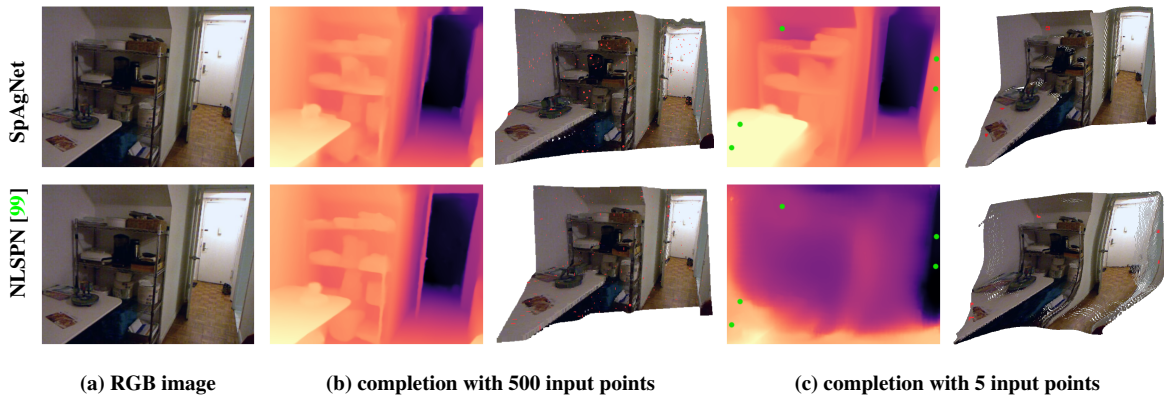 SpAgNet
NLSPN [99]
(a) RGB image
(b) completion with 500 input points
(c) completion with 5 input points